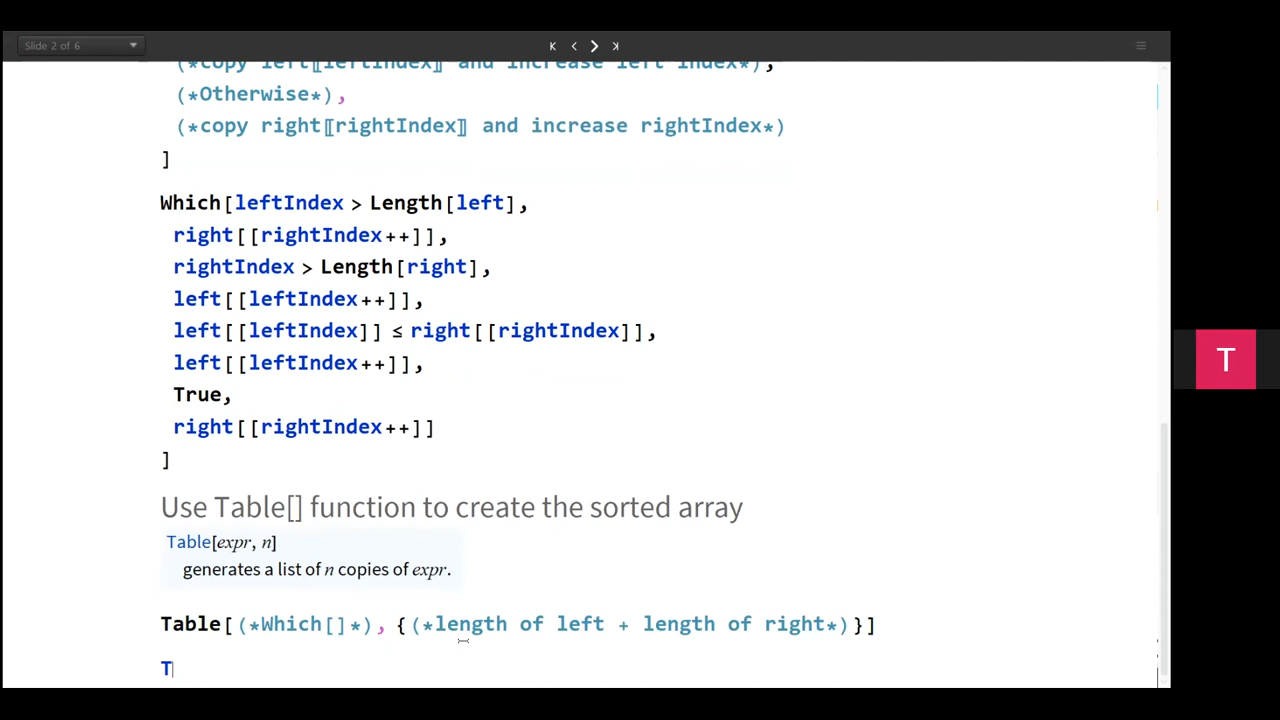 Slide 2 of 6
(*copy left〚leftIndex〛 and increase left index*),
(*Otherwise*),
(*copy right〚rightIndex〛 and increase rightIndex*)
]
Which[leftIndex > Length[left],
right[[rightIndex++]],
rightIndex > Length[right],
left[[leftIndex++]],
left[[leftIndex]] ≤ right[[rightIndex]],
left[[leftIndex++]],
True,
right[[rightIndex++]]
]
Use Table[] function to create the sorted array
Table[expr, n]
generates a list of n copies of expr.
Table[(*Which[]*), {(*length of left + length of right*)}]
T
T